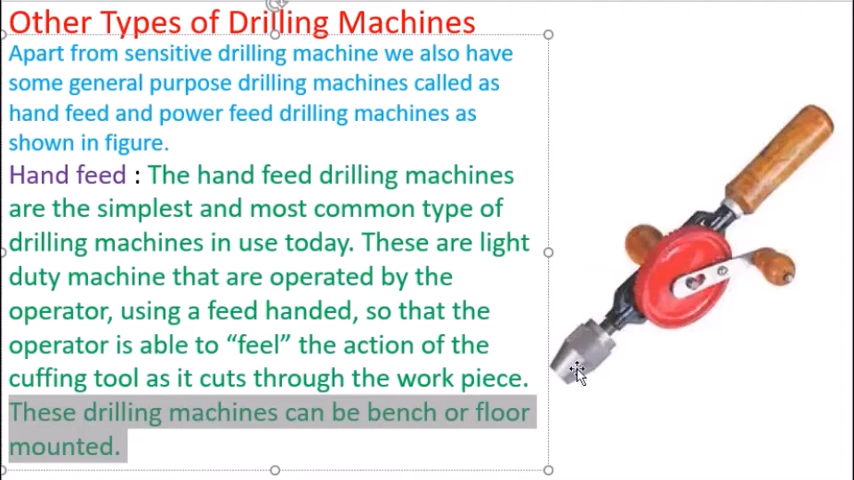 Other Types of Drilling Machines
Apart from sensitive drilling machine we also have
some general purpose drilling machines called as
hand feed and power feed drilling machines as
shown in figure.
Hand feed : The hand feed drilling machines
are the simplest and most common type of
drilling machines in use today. These are light
duty machine that are operated by the
operator, using a feed handed, so that the
operator is able to “feel” the action of the
cuffing tool as it cuts through the work piece.
These drilling machines can be bench or floor
mounted.